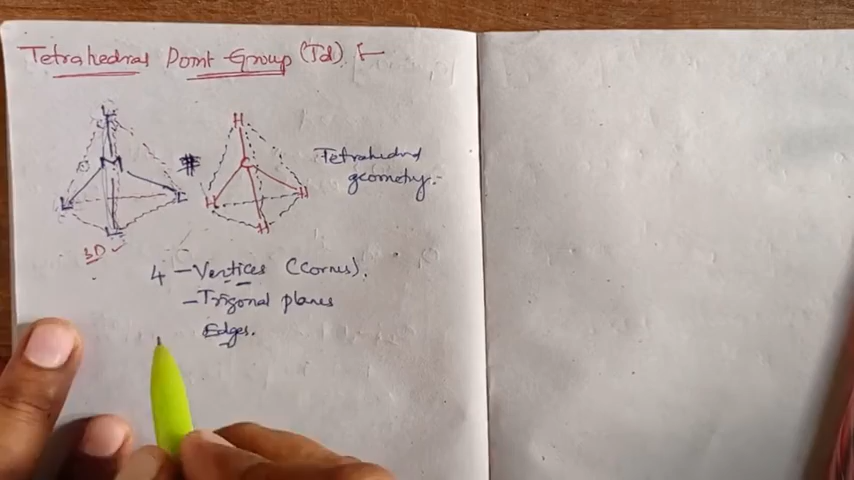 Tetrahedral Point Group (Td) :-
L
M
L
L
L
3D ✓
#
H
C
H
H
H
Tetrahedral
geometry:-
4 - Vertices (Corners).
- Trigonal planes
Edges.